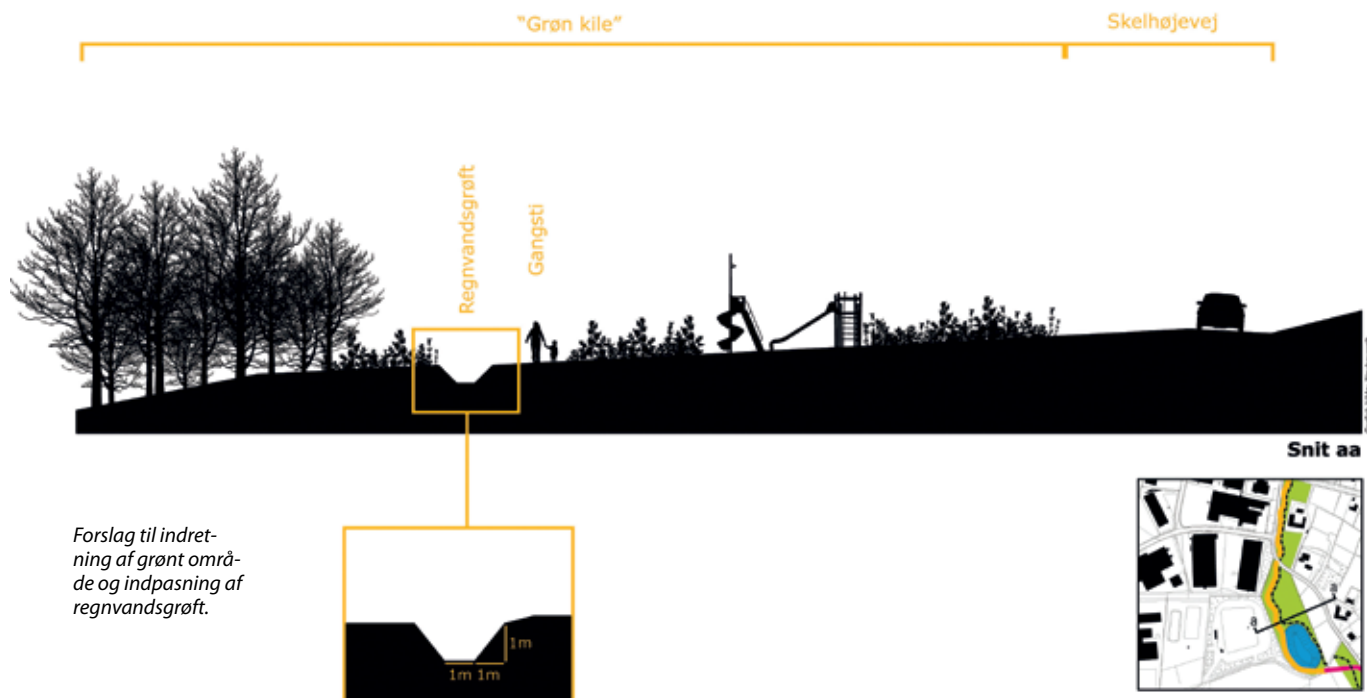 “Grøn kile”
Skelhøjevej
Regnvandsgrøft
Gangsti
Snit aa
Forslag til indret-
ning af grønt områ-
de og indpasning af
regnvandsgrøft.
1m
1m 1m
a
a